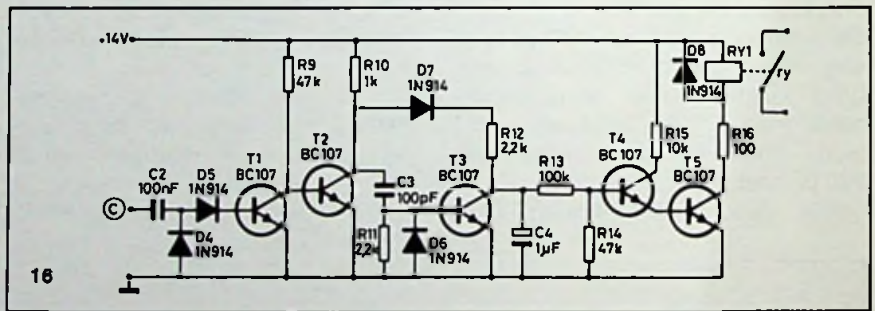 +14V
R9
47k
R10
1k
D7
1N914
D8
1N914
RY1
ry
R12
2,2k
R15
10k
R16
100
C2
100nF
D5
1N914
T1
BC107
T2
BC107
C3
100pF
T3
BC107
R13
100k
T4
BC107
T5
BC107
C
D4
1N914
R11
2,2k
D6
1N914
C4
1µF
R14
47k
16